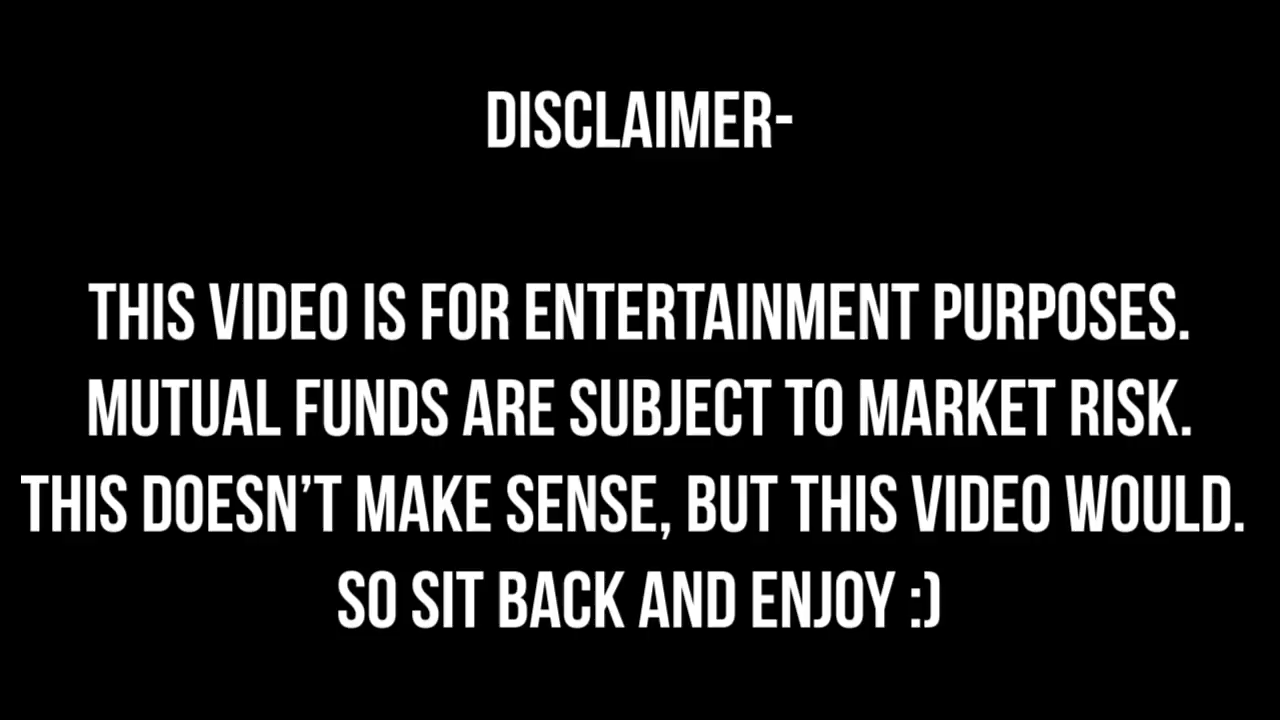 DISCLAIMER-
THIS VIDEO IS FOR ENTERTAINMENT PURPOSES.
MUTUAL FUNDS ARE SUBJECT TO MARKET RISK.
THIS DOESN’T MAKE SENSE, BUT THIS VIDEO WOULD.
SO SIT BACK AND ENJOY :)